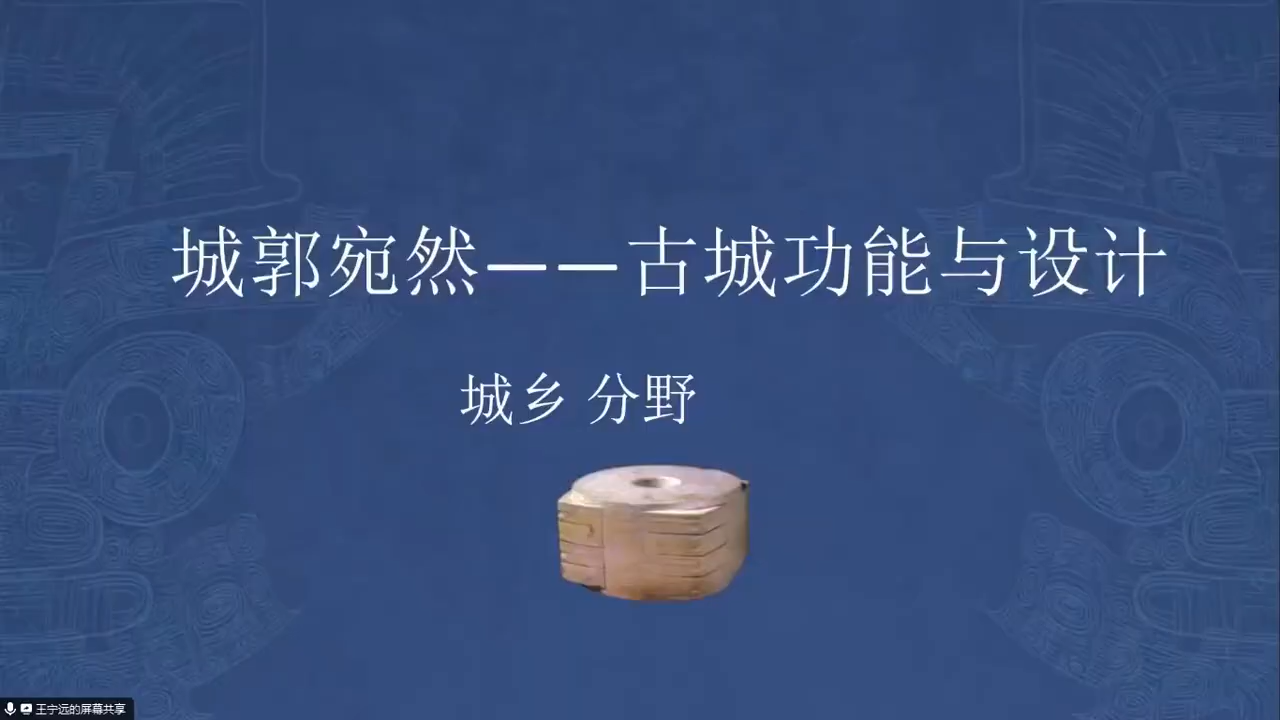 城郭宛然——古城功能与设计
城乡 分野
王宁远的屏幕共享